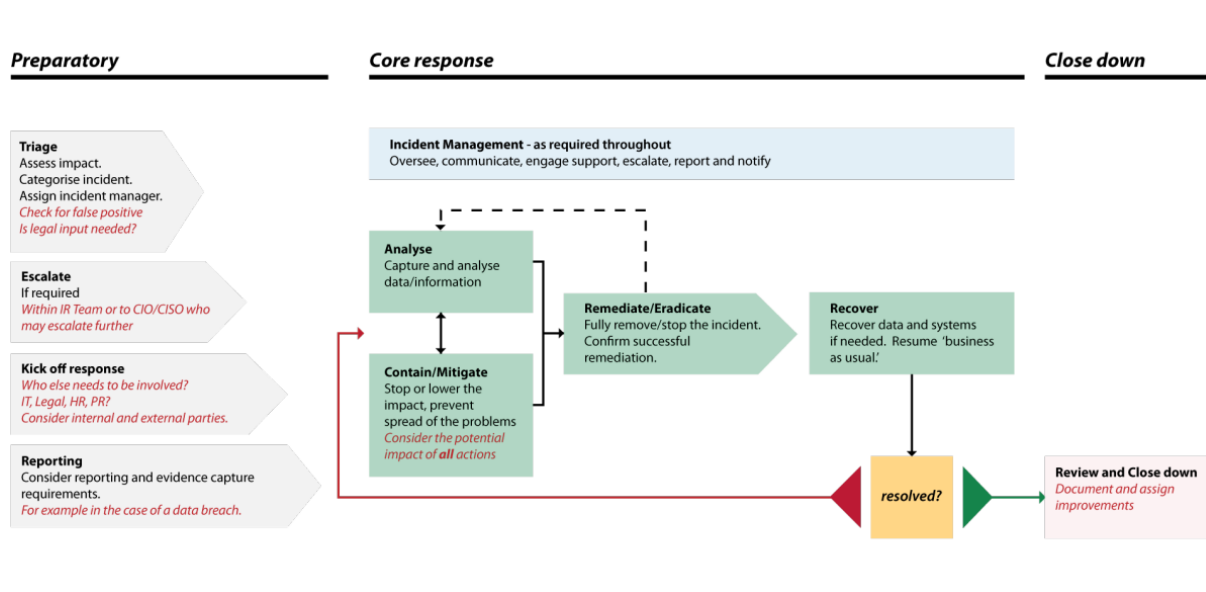 Preparatory
Core response
Close down
Triage
Assess impact.
Categorise incident.
Assign incident manager.
Check for false positive
Is legal input needed?
Escalate
If required
Within IR Team or to CIO/CISO who
may escalate further
Kick off response
Who else needs to be involved?
IT, Legal, HR, PR?
Consider internal and external parties.
Reporting
Consider reporting and evidence capture
requirements.
For example in the case of a data breach.
Incident Management - as required throughout
Oversee, communicate, engage support, escalate, report and notify
Analyse
Capture and analyse
data/information
Contain/Mitigate
Stop or lower the
impact, prevent
spread of the problems
Consider the potential
impact of all actions
Remediate/Eradicate
Fully remove/stop the incident.
Confirm successful
remediation.
Recover
Recover data and systems
if needed. Resume ‘business
as usual.’
resolved?
Review and Close down
Document and assign
improvements